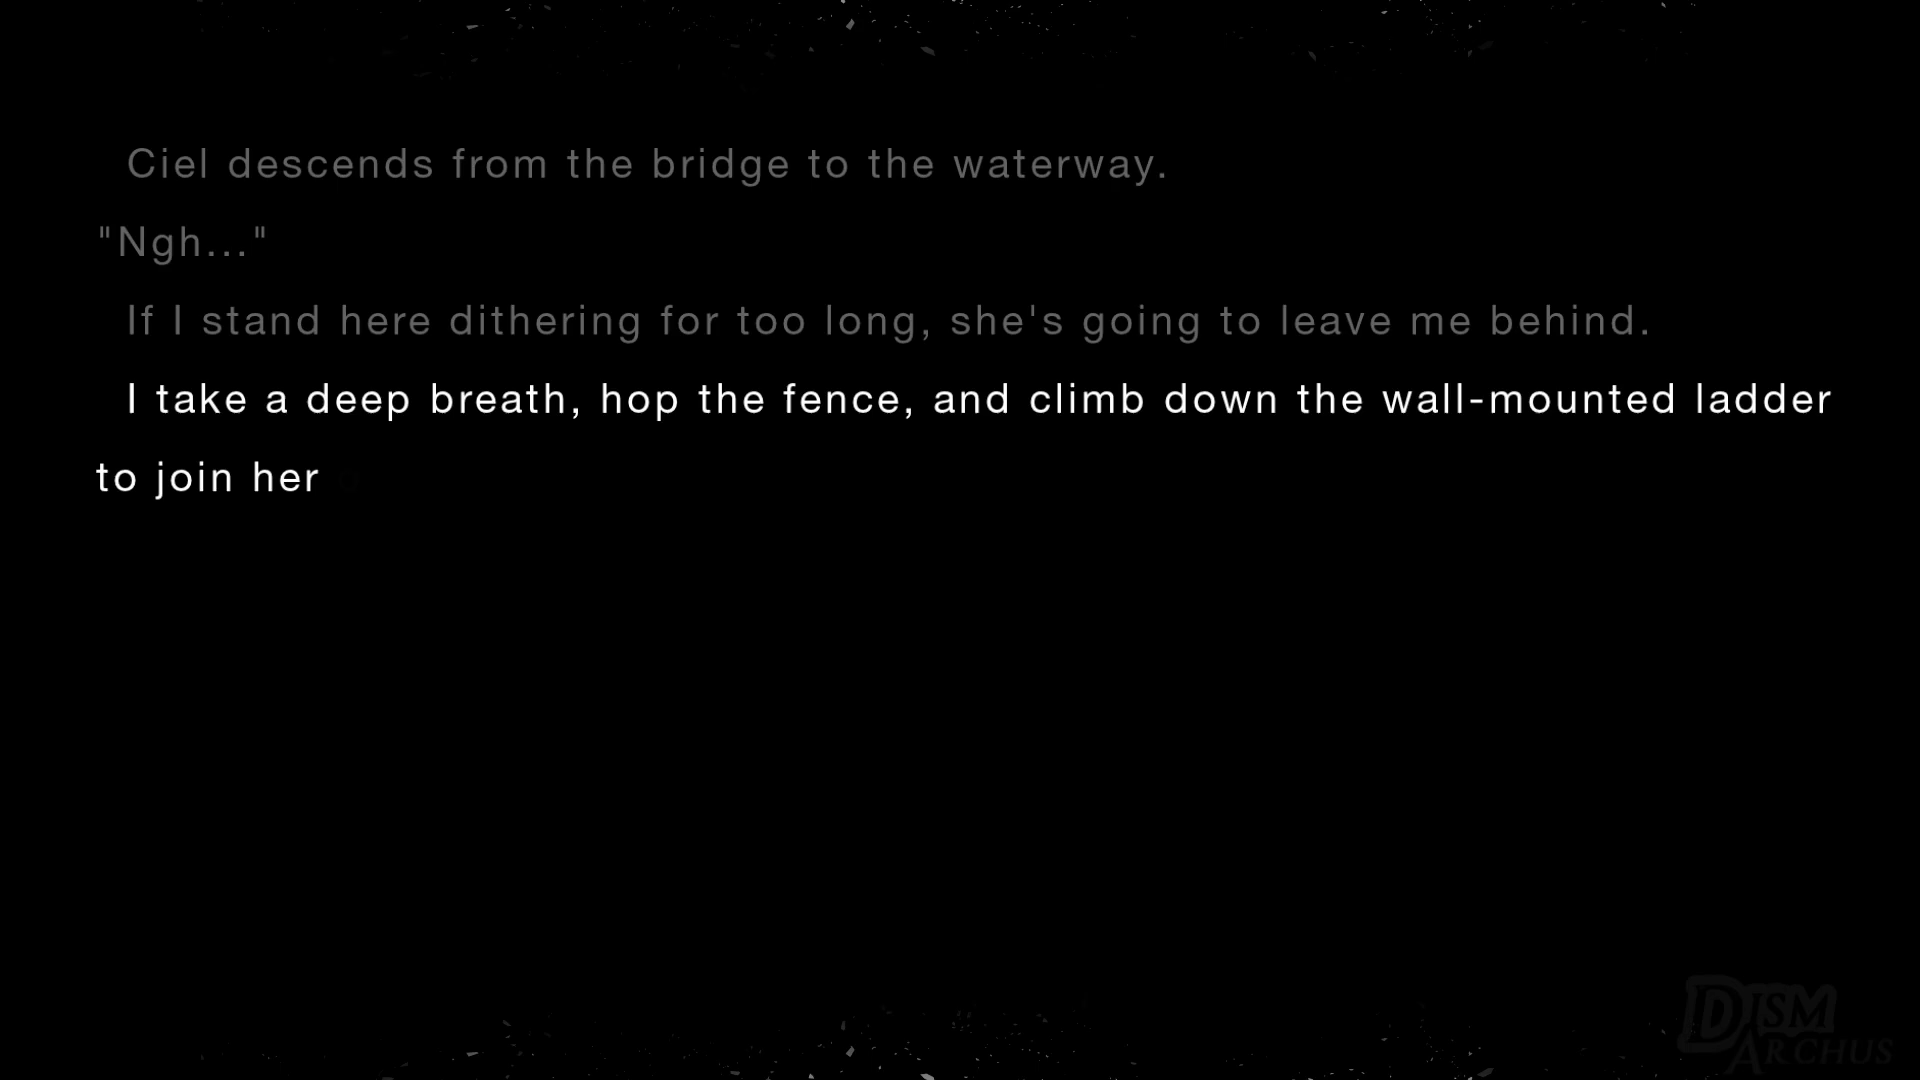 Ciel descends from the bridge to the waterway.
"Ngh..."
If I stand here dithering for too long, she's going to leave me behind.
I take a deep breath, hop the fence, and climb down the wall-mounted ladder
to join her o
DISM
ARCHUS